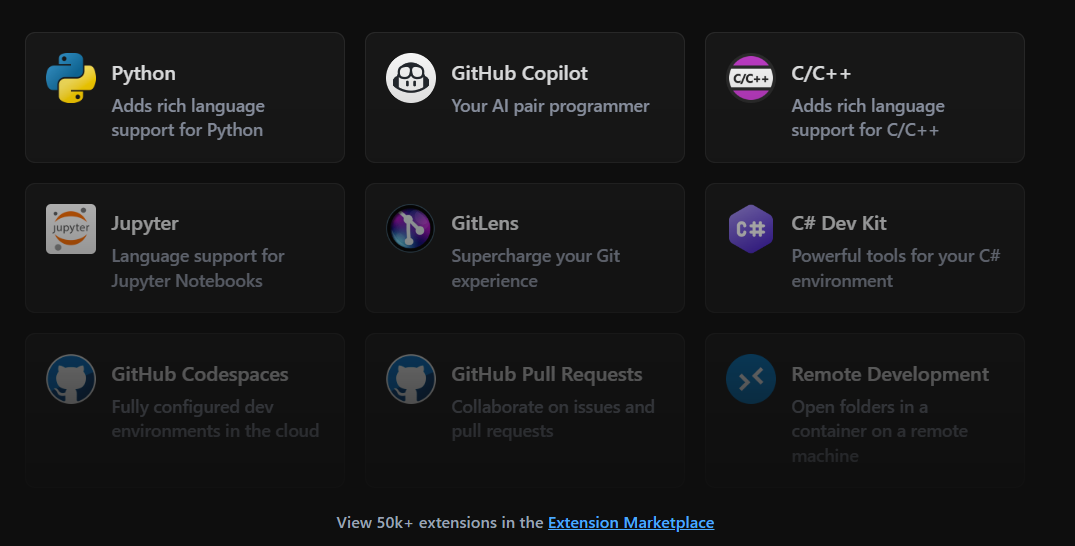 Python
Adds rich language
support for Python
GitHub Copilot
Your AI pair programmer
C/C++
C/C++
Adds rich language
support for C/C++
jupyter
Jupyter
Language support for
Jupyter Notebooks
GitLens
Supercharge your Git
experience
C#
C# Dev Kit
Powerful tools for your C#
environment
GitHub Codespaces
Fully configured dev
environments in the cloud
GitHub Pull Requests
Collaborate on issues and
pull requests
Remote Development
Open folders in a
container on a remote
machine
View 50k+ extensions in the Extension Marketplace